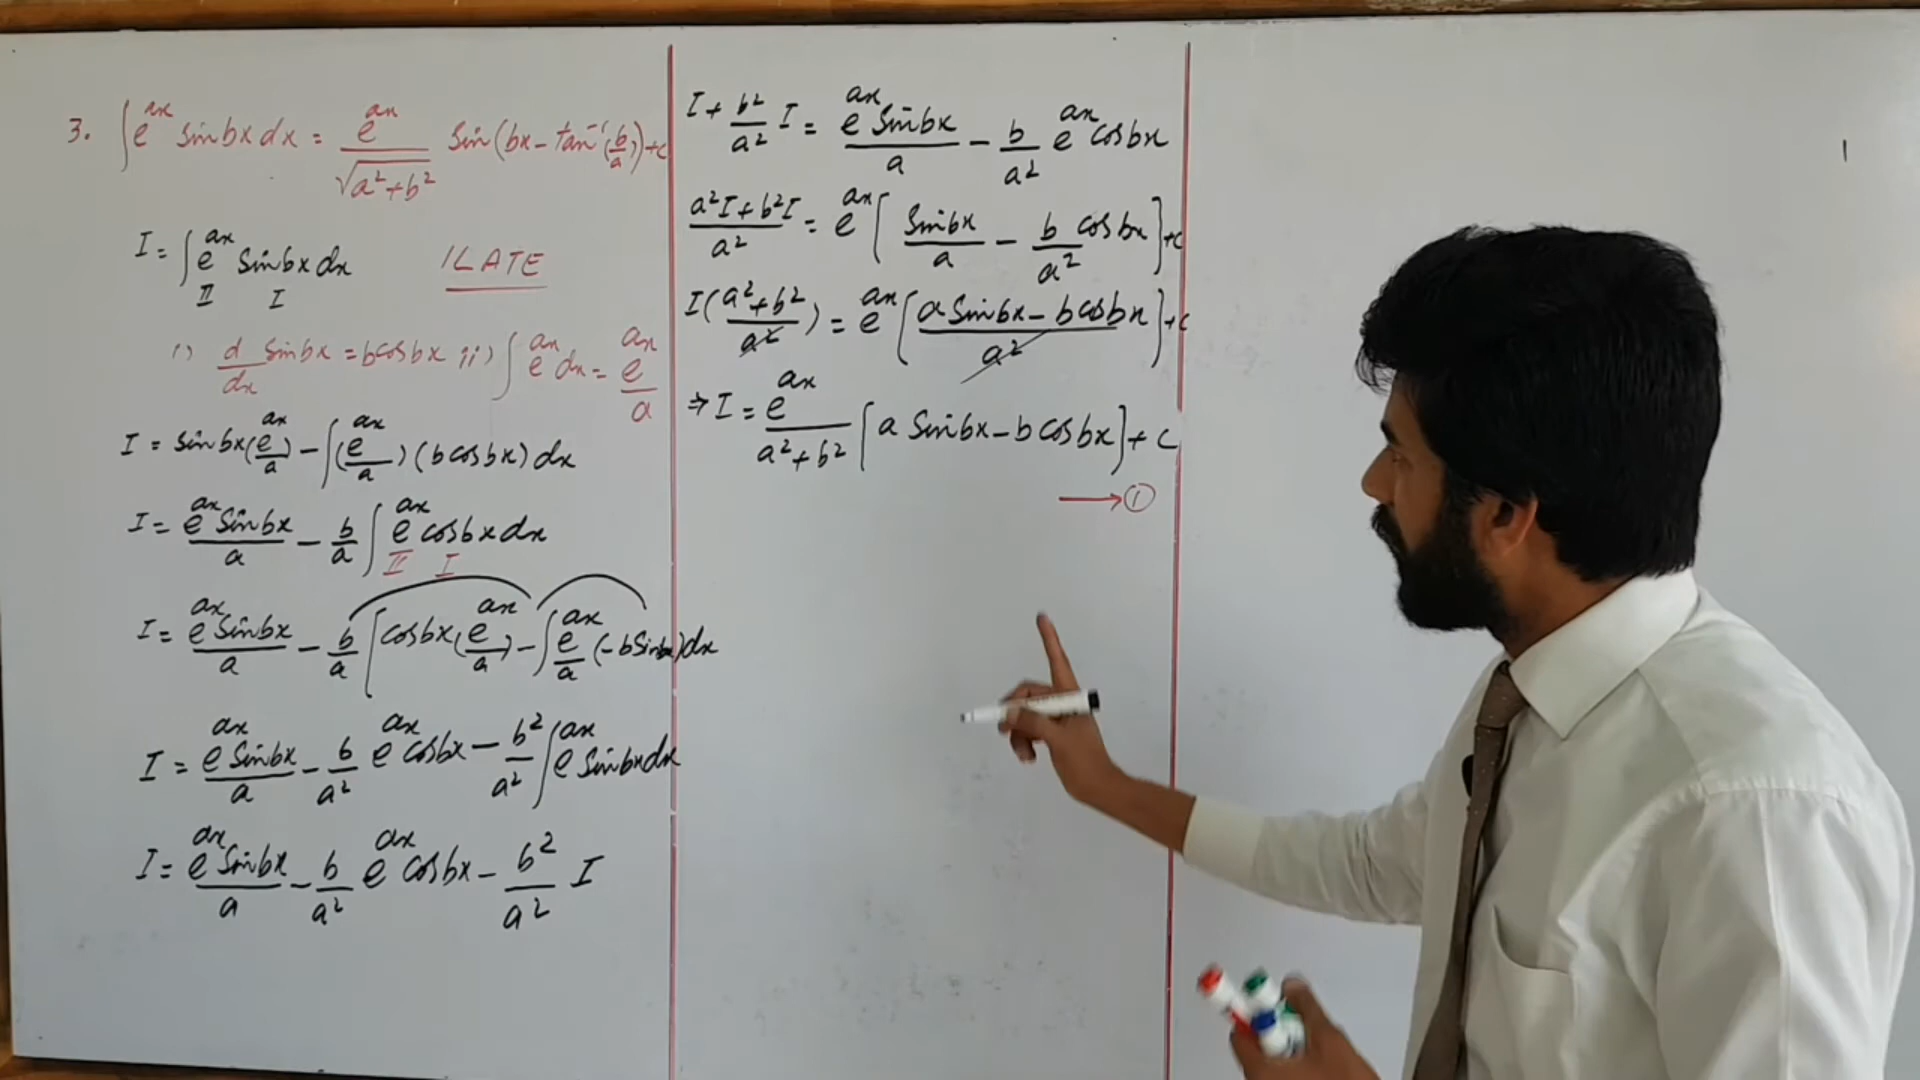 3. ∫e^ax sinbx dx = e^ax/√a²+b² Sin(bx-tan⁻¹(b/a))+c
I = ∫e^ax Sinbx dx ILATE
II I
i) d/dx Sinbx = bcosbx ii) ∫e^ax dx = e^ax/a
I = sinbx(e^ax/a) - ∫(e^ax/a)(bcosbx)dx
I = e^ax Sinbx/a - b/a ∫e^ax cosbx dx
II I
I = e^ax Sinbx/a - b/a [cosbx(e^ax/a) - ∫e^ax/a (-bSinbx)dx
I = e^ax Sinbx/a - b/a² e^ax cosbx - b²/a² ∫e^ax Sinbx dx
I = e^ax Sinbx/a - b/a² e^ax cosbx - b²/a² I
I + b²/a² I = e^ax Sinbx/a - b/a² e^ax cosbx
a²I + b²I/a² = e^ax [Sinbx/a - b/a² cosbx] + c
I(a²+b²/a²) = e^ax [a Sinbx - b cosbx/a²] + c
⇒ I = e^ax/a²+b² [a Sinbx - b cosbx] + c
→ ①